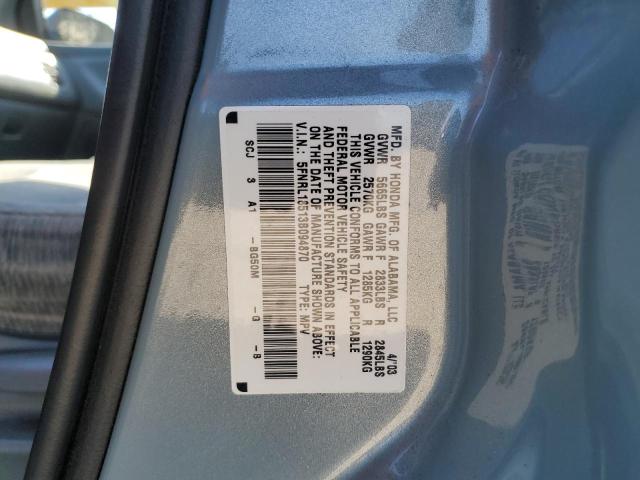 MFD. BY HONDA MFG. OF ALABAMA, LLC 4/'03
GVWR 5665LBS GAWR F 2833LBS R 2845LBS
GVWR 2570KG GAWR F 1285KG R 1290KG
THIS VEHICLE CONFORMS TO ALL APPLICABLE
FEDERAL MOTOR VEHICLE SAFETY
AND THEFT PREVENTION STANDARDS IN EFFECT
ON THE DATE OF MANUFACTURE SHOWN ABOVE.
V.I.N.: 5FNRL18513B094870 TYPE: MPV
SCJ 3 A1 -BG50M -G -B